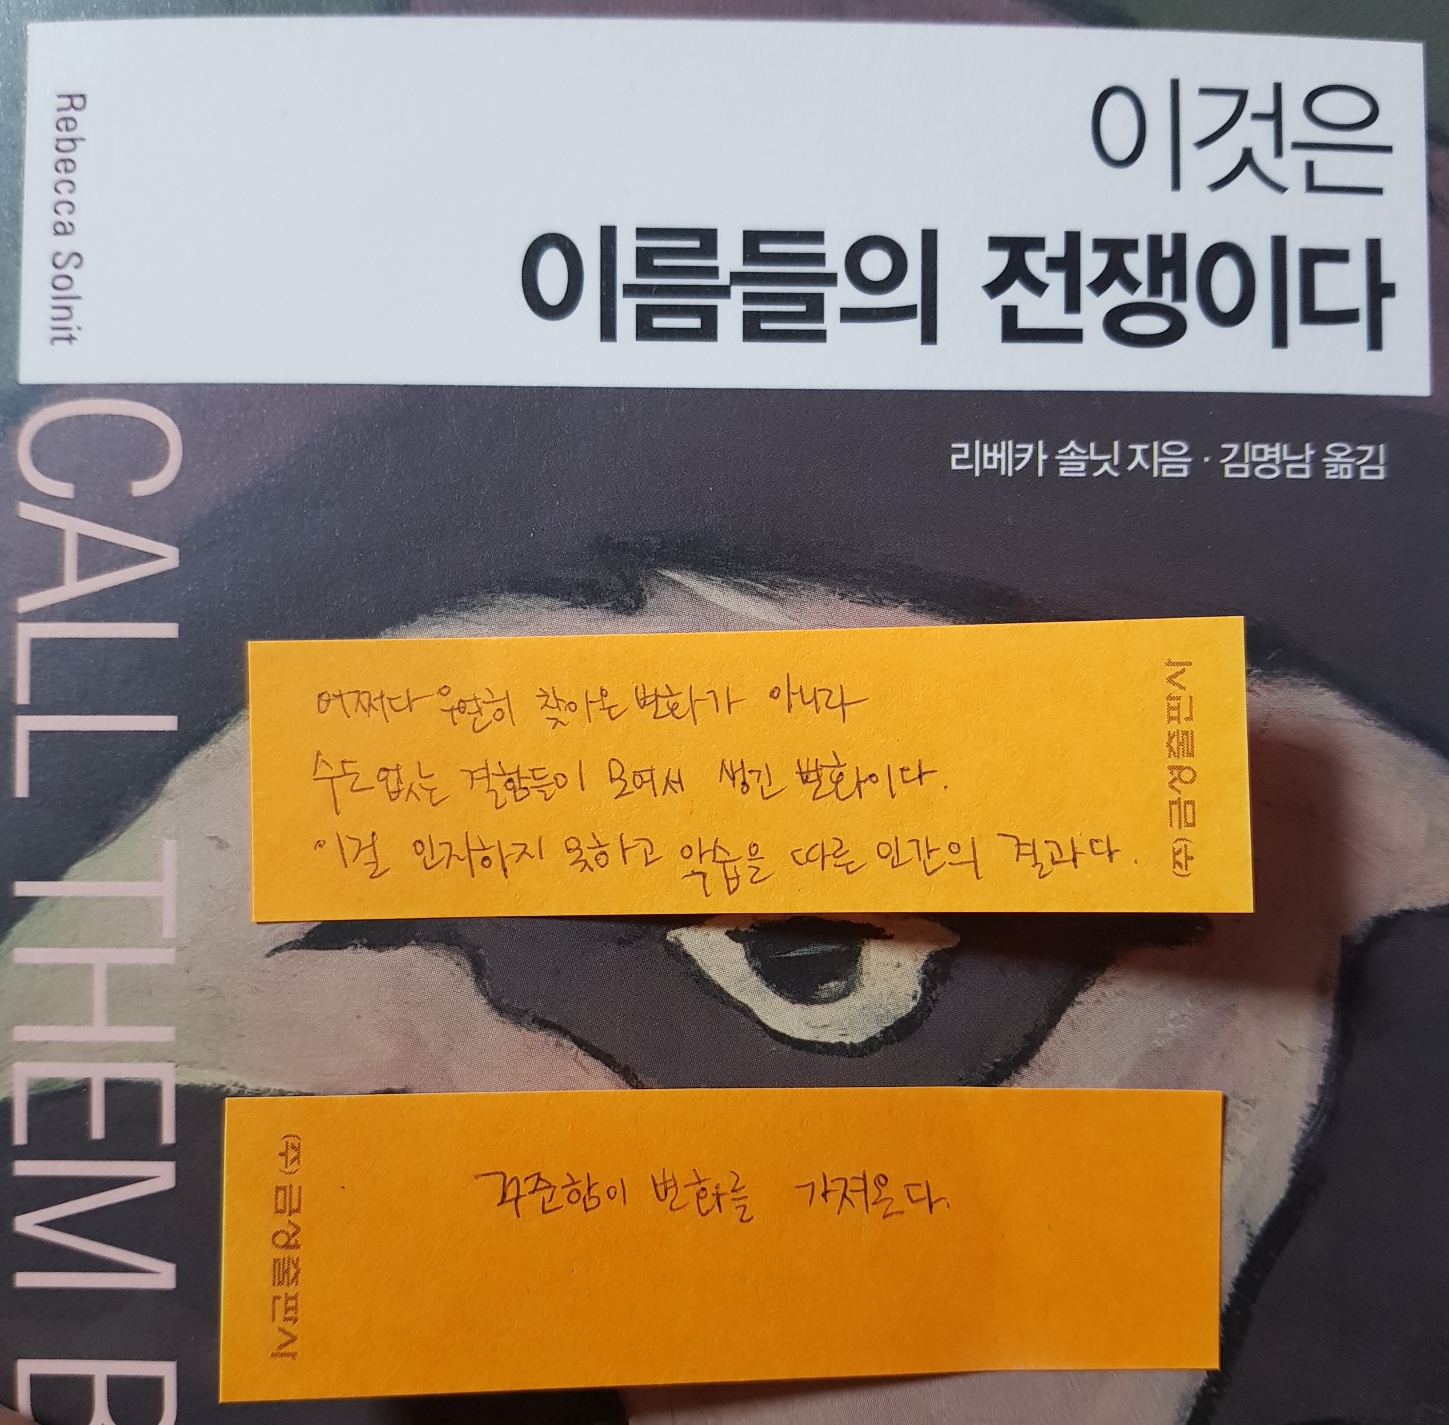 이것은
이름들의 전쟁이다
Rebecca Solnit
리베카 솔닛 지음 · 김명남 옮김
CALL THEM B
어쩌다 우연히 찾아온 변화가 아니라
수도 없는 결함들이 모여서 생긴 변화이다.
이걸 인지하지 못하고 악습을 따른 인간의 결과다.
(주)금성출판사
꾸준함이 변화를 가져온다.
(주)금성출판사